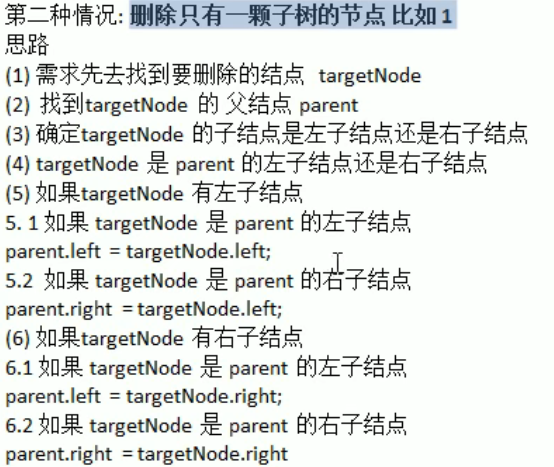 第二种情况: 删除只有一颗子树的节点 比如 1
思路
(1) 需求先去找到要删除的结点 targetNode
(2) 找到targetNode 的 父结点 parent
(3) 确定targetNode 的子结点是左子结点还是右子结点
(4) targetNode 是 parent 的左子结点还是右子结点
(5) 如果targetNode 有左子结点
5. 1 如果 targetNode 是 parent 的左子结点
parent.left = targetNode.left;
5.2 如果 targetNode 是 parent 的右子结点
parent.right = targetNode.left;
(6) 如果targetNode 有右子结点
6.1 如果 targetNode 是 parent 的左子结点
parent.left = targetNode.right;
6.2 如果 targetNode 是 parent 的右子结点
parent.right = targetNode.right